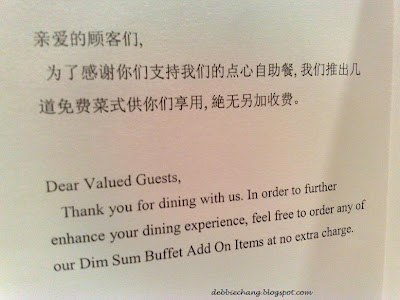 亲爱的顾客们,
为了感谢你们支持我们的点心自助餐,我们推出几
道免费菜式供你们享用,绝无另加收费。
Dear Valued Guests,
Thank you for dining with us. In order to further
enhance your dining experience, feel free to order any of
our Dim Sum Buffet Add On Items at no extra charge.
debbiechang.blogspot.com